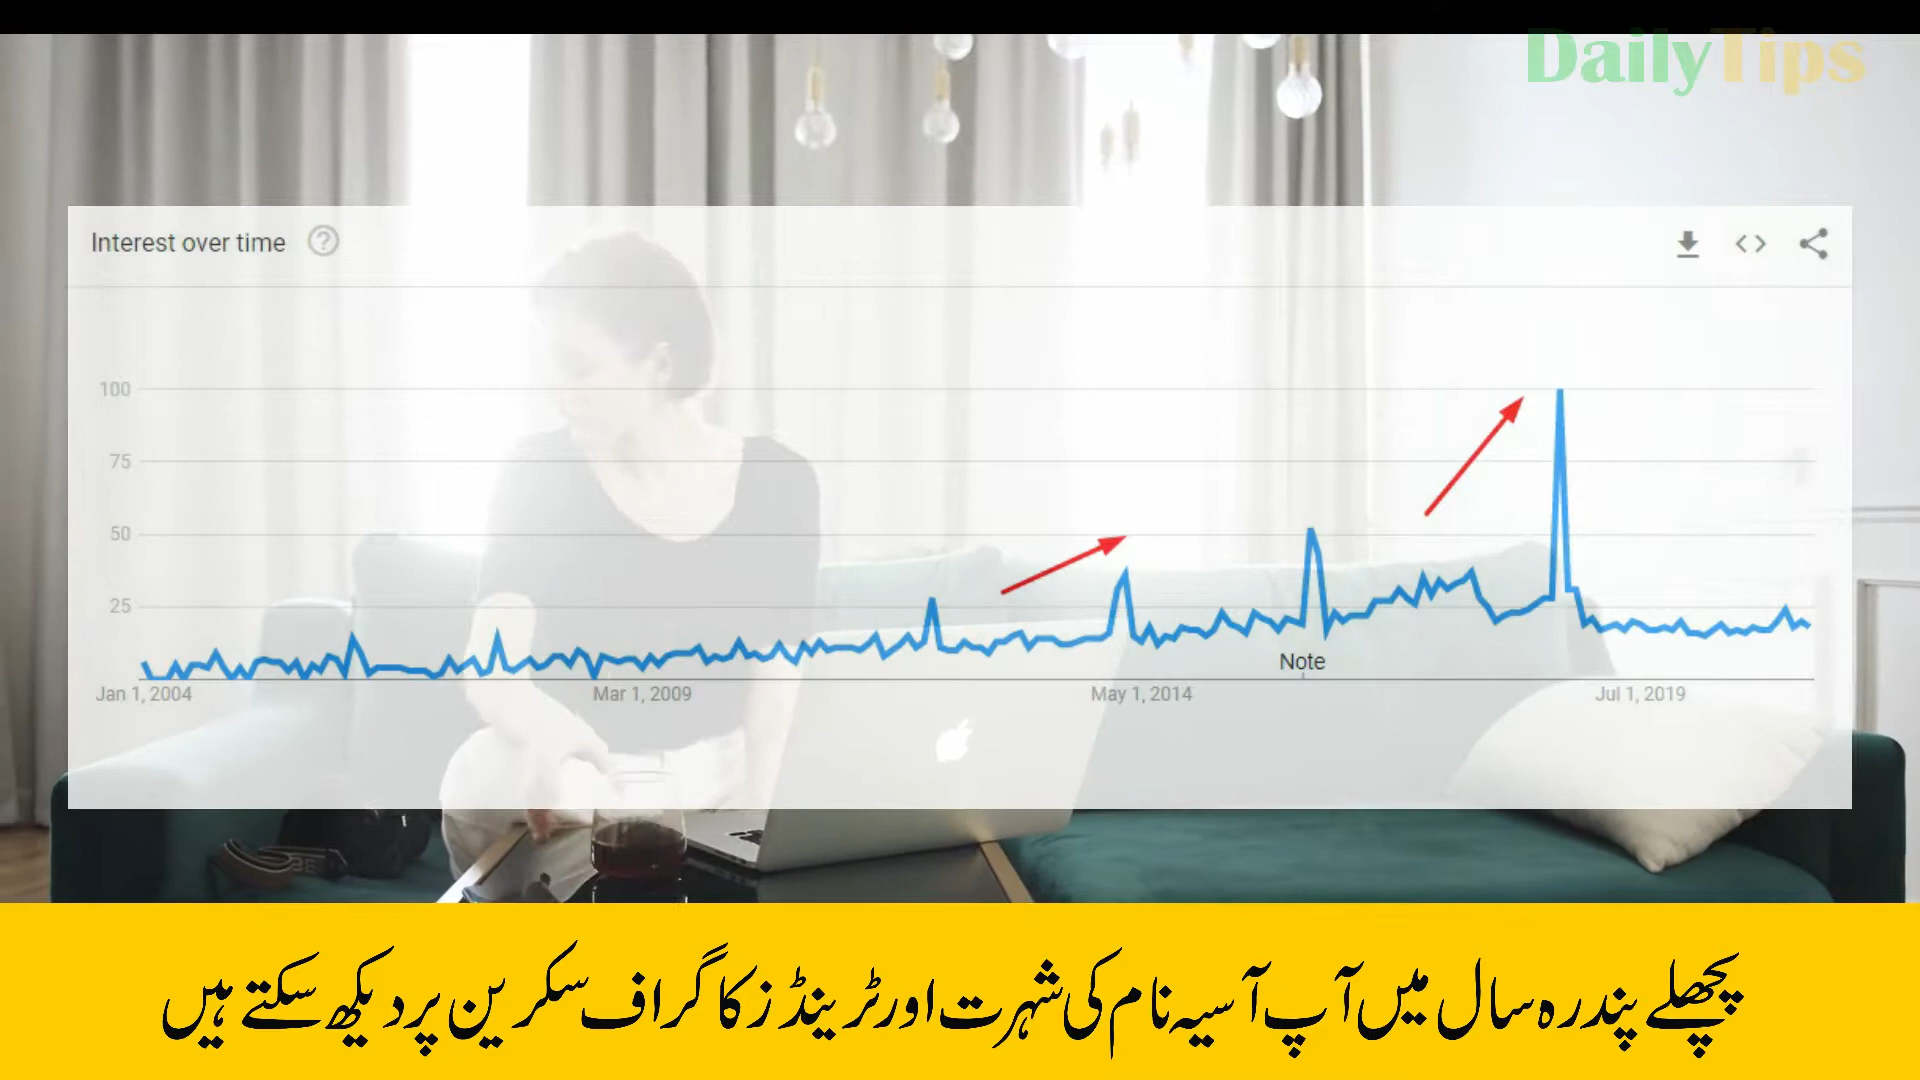 DailyTips
Interest over time
100
75
50
25
Note
Jan 1, 2004 Mar 1, 2009 May 1, 2014 Jul 1, 2019
پچھلے پندرہ سال میں آپ آسیہ نام کی شہرت اور ٹرینڈز کا گراف سکرین پر دیکھ سکتے ہیں